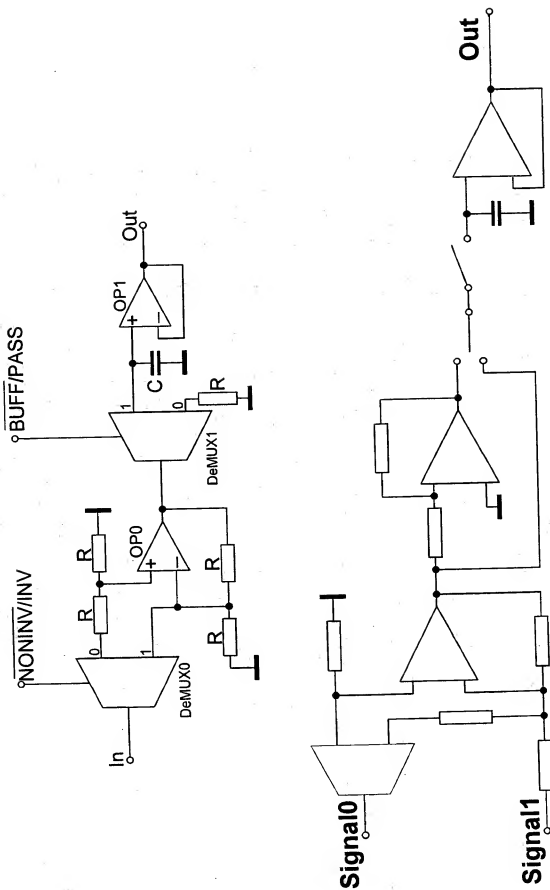 NONINV/INV
BUFF/PASS
In
0
1
DeMUX0
R
R
+
−
OP0
R
R
1
0
DeMUX1
R
C
+
−
OP1
Out
Signal0
Signal1
Out